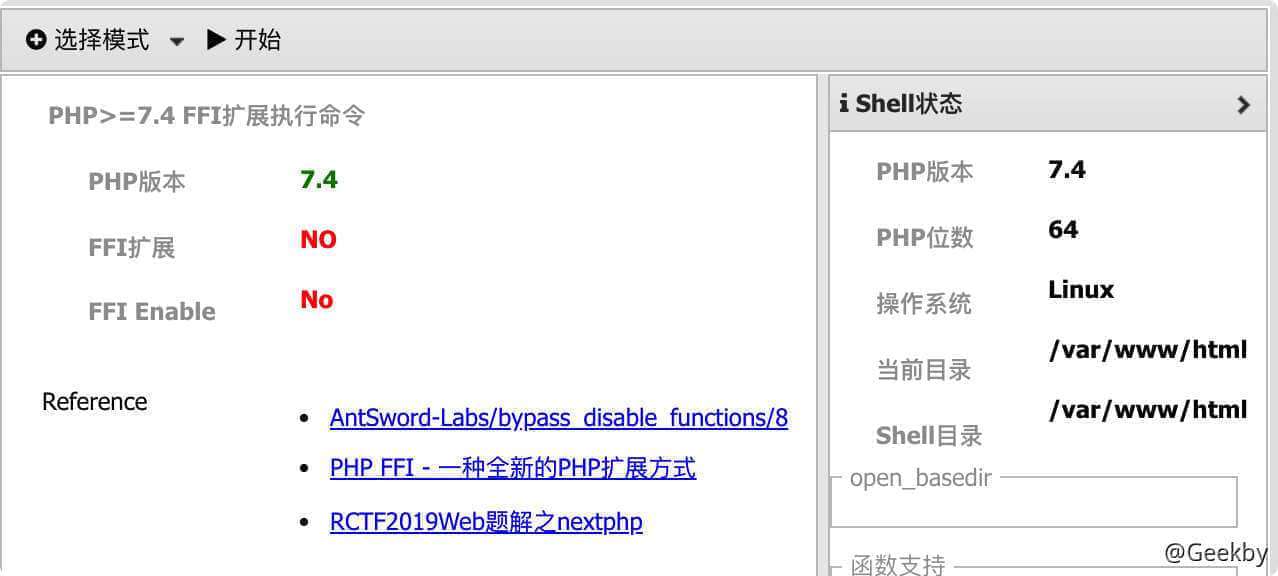 选择模式 开始
PHP>=7.4 FFI扩展执行命令
PHP版本 7.4
FFI扩展 NO
FFI Enable No
Reference
AntSword-Labs/bypass_disable_functions/8
PHP FFI - 一种全新的PHP扩展方式
RCTF2019Web题解之nextphp
Shell状态
PHP版本 7.4
PHP位数 64
操作系统 Linux
当前目录 /var/www/html
Shell目录 /var/www/html
open_basedir
函数支持
@Geekby